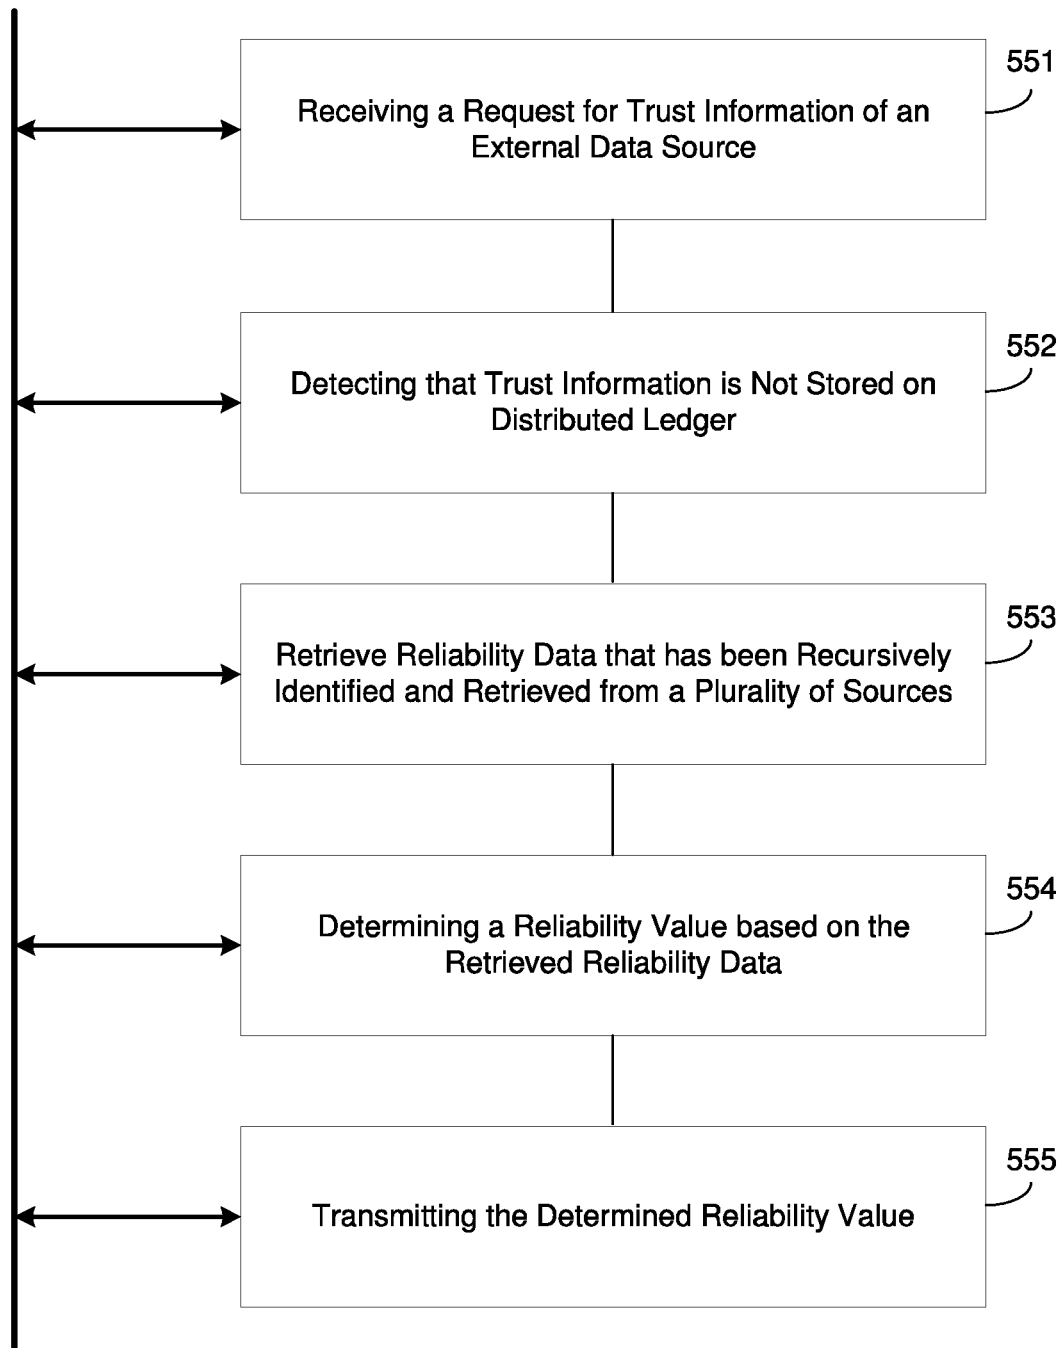 551
Receiving a Request for Trust Information of an
External Data Source
552
Detecting that Trust Information is Not Stored on
Distributed Ledger
553
Retrieve Reliability Data that has been Recursively
Identified and Retrieved from a Plurality of Sources
554
Determining a Reliability Value based on the
Retrieved Reliability Data
555
Transmitting the Determined Reliability Value